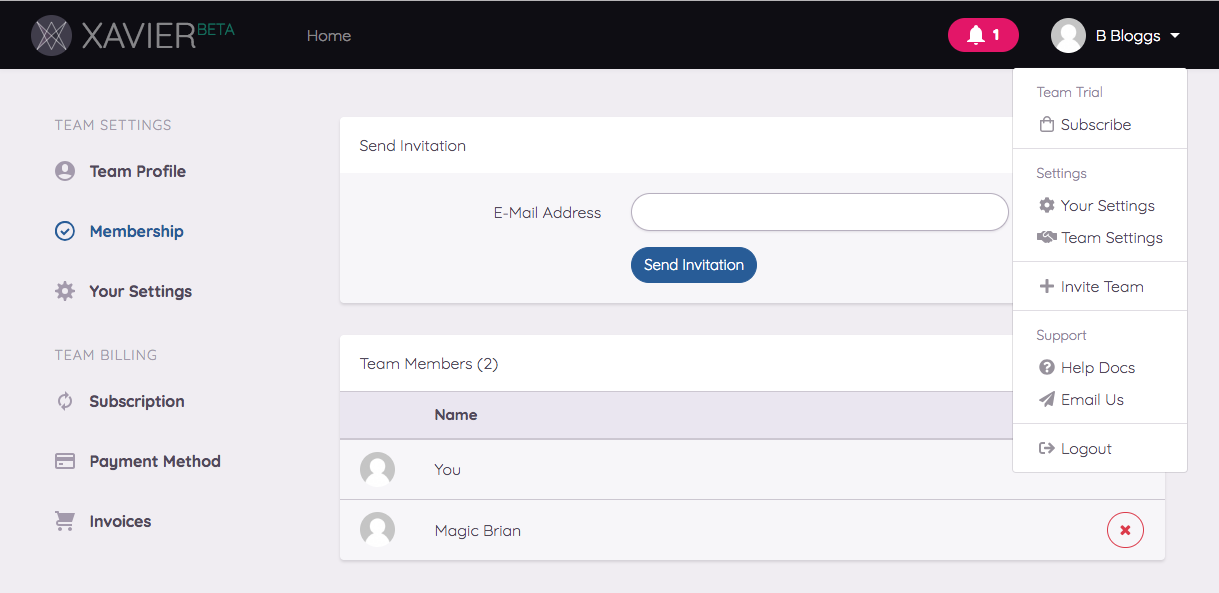 XAVIER BETA
Home
1
B Bloggs
Team Trial
Subscribe
Settings
Your Settings
Team Settings
Invite Team
Support
Help Docs
Email Us
Logout
TEAM SETTINGS
Team Profile
Membership
Your Settings
TEAM BILLING
Subscription
Payment Method
Invoices
Send Invitation
E-Mail Address
Send Invitation
Team Members (2)
Name
You
Magic Brian